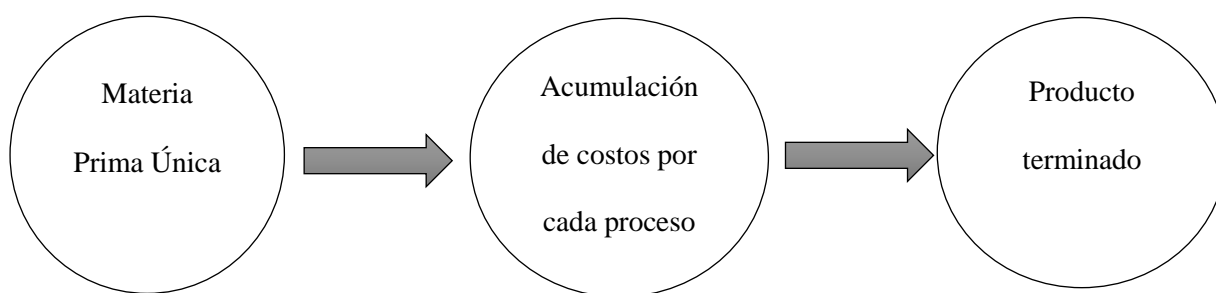 Materia
Prima Única
Acumulación
de costos por
cada proceso
Producto
terminado